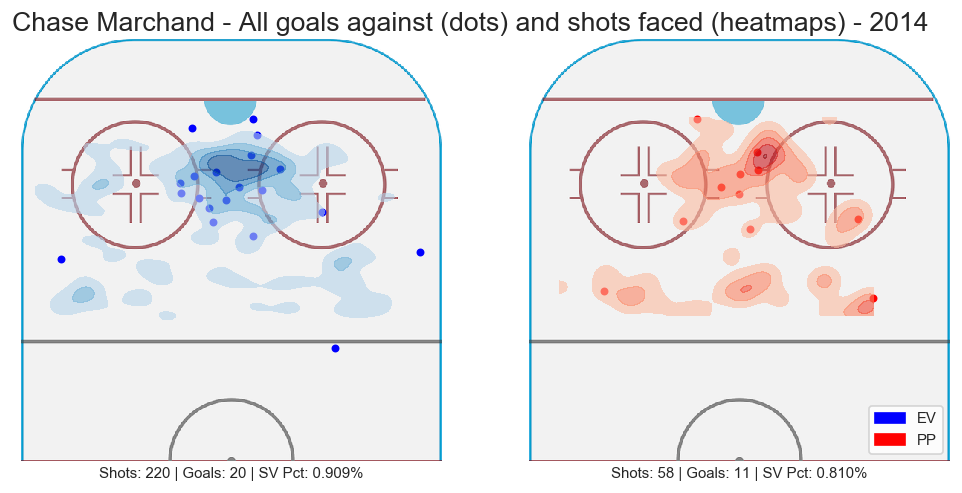 Chase Marchand - All goals against (dots) and shots faced (heatmaps) - 2014
EV
PP
Shots: 220 | Goals: 20 | SV Pct: 0.909%
Shots: 58 | Goals: 11 | SV Pct: 0.810%